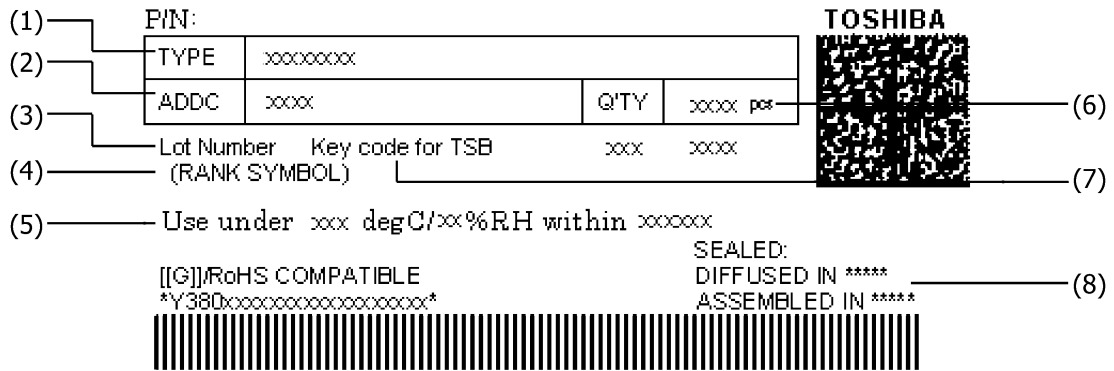 (1) P/N: TOSHIBA
TYPE xxxxxxxx
(2)
ADDC xxxx Q'TY xxxx pcs (6)
(3)
Lot Number Key code for TSB xxx xxxx
(4) (RANK SYMBOL) (7)
(5) Use under xxx degC/xx%RH within xxxxxx
SEALED:
[[G]]/RoHS COMPATIBLE DIFFUSED IN *****
(8)
*Y380xxxxxxxxxxxxxxxxx* ASSEMBLED IN *****